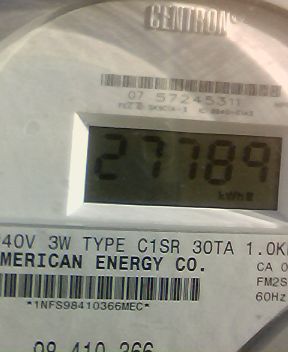 CENTRON®
07 57245311
27789
kWh
40V 3W TYPE C1SR 30TA 1.0K
MERICAN ENERGY CO.
CA 0
*1NFS98410366MEC*
FM2S
60Hz
98 410 366